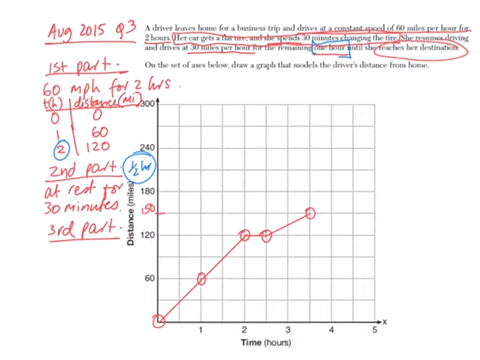 Aug 2015 Q3
A driver leaves home for a business trip and drives at a constant speed of 60 miles per hour for
2 hours. Her car gets a flat tire, and she spends 30 minutes changing the tire. She resumes driving
and drives at 30 miles per hour for the remaining one hour until she reaches her destination.
On the set of axes below, draw a graph that models the driver's distance from home.
1st part.
60 mph for 2 hrs.
t(h) distance(Mi)
0 0
1 60
2 120
2nd part. 1/2 hr
at rest for
30 minutes.
3rd part.
300
240
180
150
120
60
Distance (miles)
1 2 3 4 5 x
Time (hours)